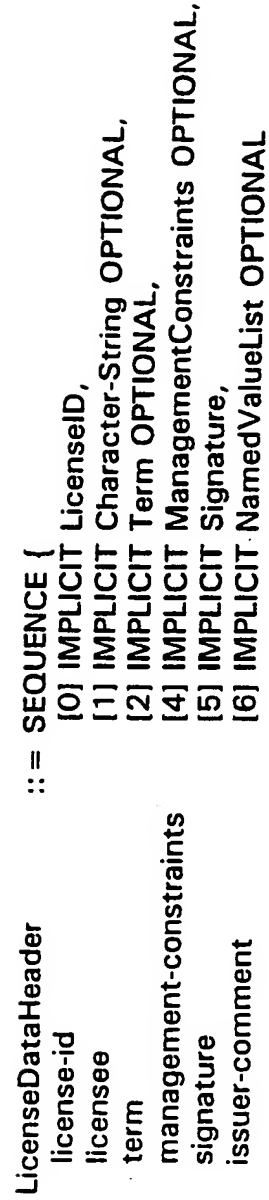 LicenseDataHeader ::= SEQUENCE {
license-id [0] IMPLICIT LicenseID,
licensee [1] IMPLICIT Character-String OPTIONAL,
term [2] IMPLICIT Term OPTIONAL,
management-constraints [4] IMPLICIT ManagementConstraints OPTIONAL,
signature [5] IMPLICIT Signature,
issuer-comment [6] IMPLICIT NamedValueList OPTIONAL